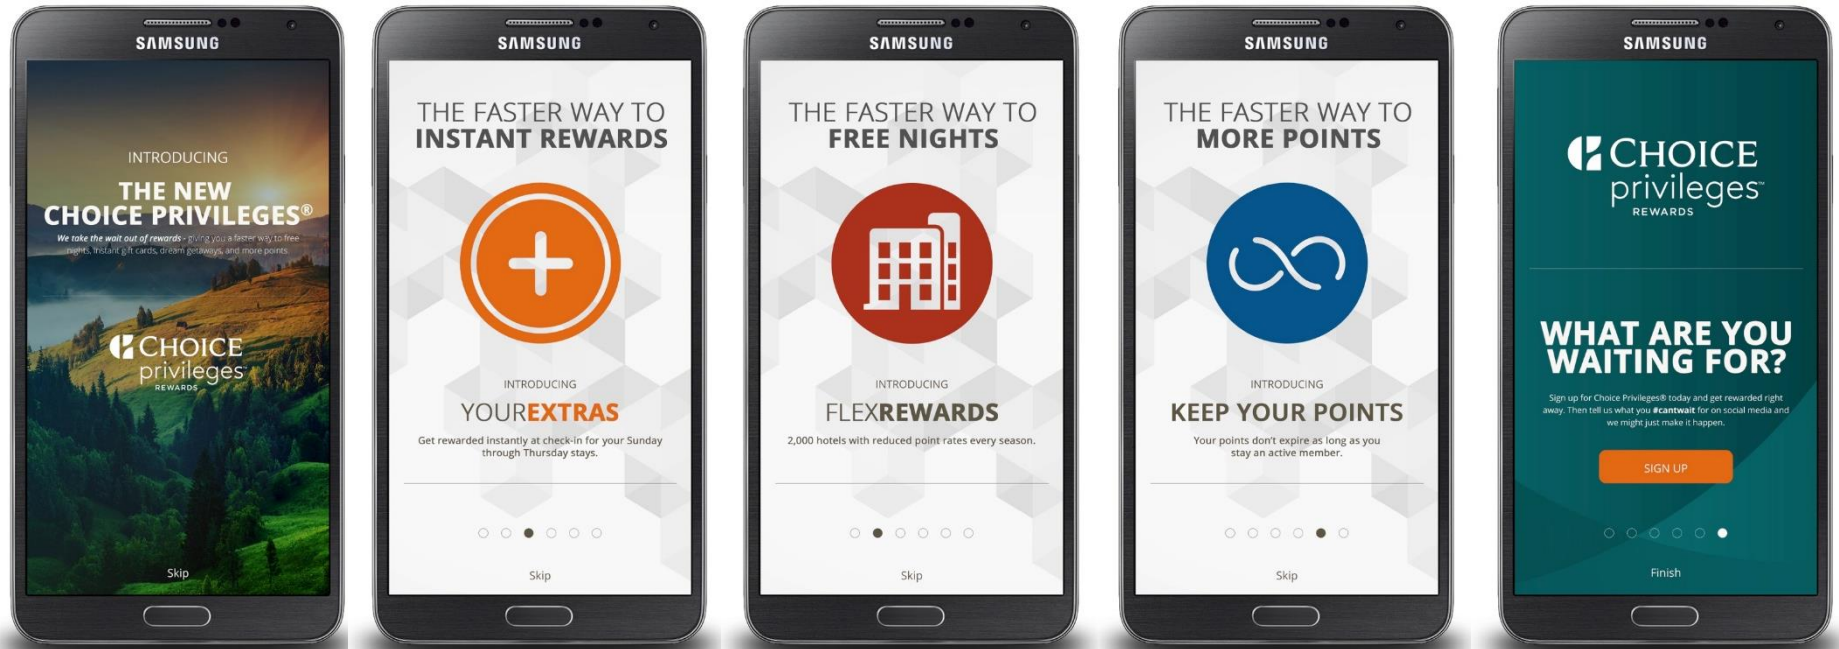 SAMSUNG
INTRODUCING
THE NEW
CHOICE PRIVILEGES®
We take the wait out of rewards - giving you a faster way to free
nights, instant gift cards, dream getaways, and more points.
CHOICE
privileges
REWARDS
Skip
SAMSUNG
THE FASTER WAY TO
INSTANT REWARDS
INTRODUCING
YOUREXTRAS
Get rewarded instantly at check-in for your Sunday
through Thursday stays.
Skip
SAMSUNG
THE FASTER WAY TO
FREE NIGHTS
INTRODUCING
FLEXREWARDS
2,000 hotels with reduced point rates every season.
Skip
SAMSUNG
THE FASTER WAY TO
MORE POINTS
INTRODUCING
KEEP YOUR POINTS
Your points don't expire as long as you
stay an active member.
Skip
SAMSUNG
CHOICE
privileges™
REWARDS
WHAT ARE YOU
WAITING FOR?
Sign up for Choice Privileges® today and get rewarded right
away. Then tell us what you #cantwait for on social media and
we might just make it happen.
SIGN UP
Finish